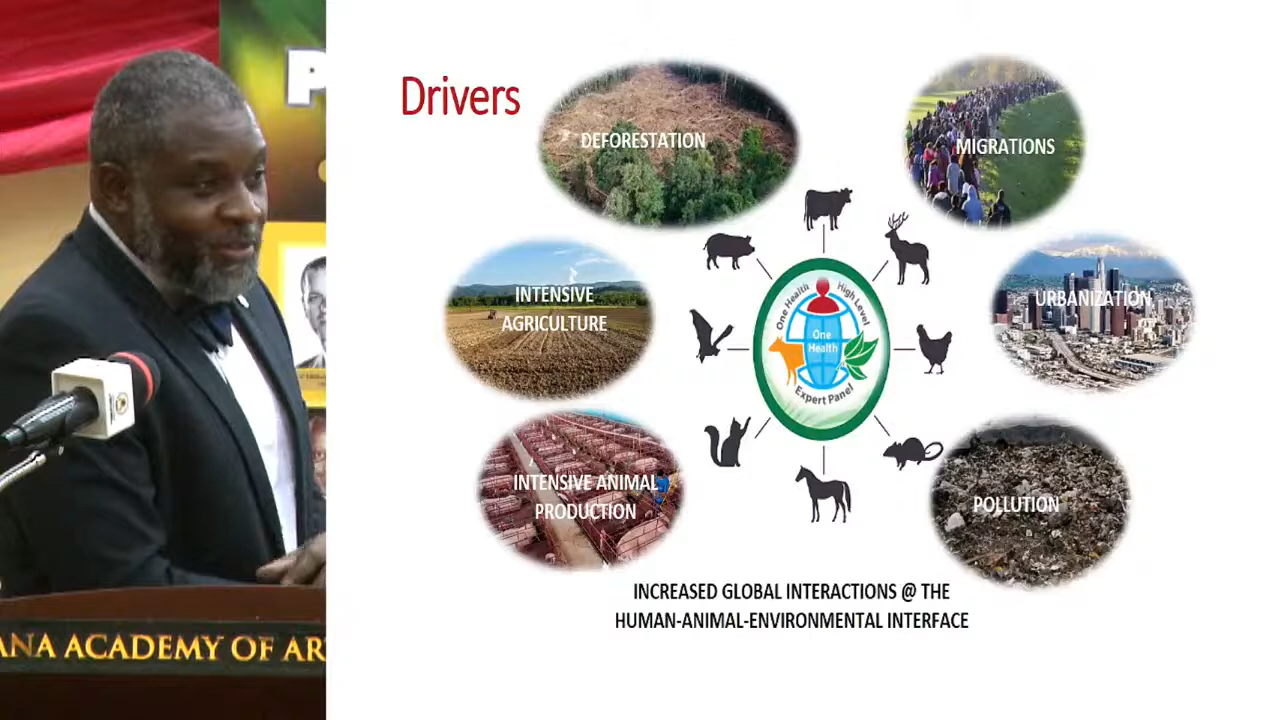 P
Drivers
DEFORESTATION
MIGRATIONS
INTENSIVE
AGRICULTURE
URBANIZATION
One Health High Level
One
Health
Expert Panel
INTENSIVE ANIMAL
PRODUCTION
POLLUTION
INCREASED GLOBAL INTERACTIONS @ THE
HUMAN-ANIMAL-ENVIRONMENTAL INTERFACE
ANA ACADEMY OF AR